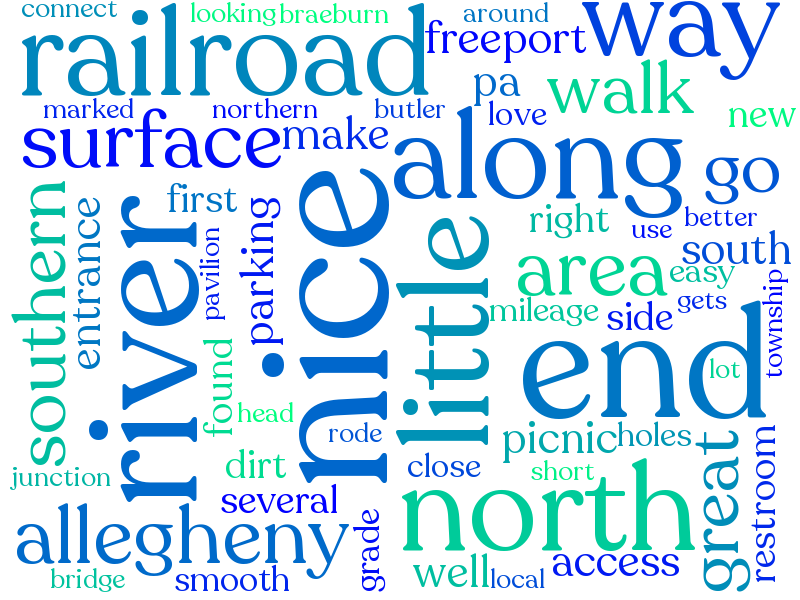 connect
looking
braeburn
around
way
railroad
freeport
pa
walk
marked
northern
butler
love
new
surface
make
along
go
southern
entrance
first
river
pavilion
parking
nice
little
right
use
better
south
area
easy
mileage
side
gets
township
found
end
lot
head
rode
dirt
picnic
holes
great
restroom
junction
close
short
several
north
allegheny
grade
access
bridge
smooth
well
local